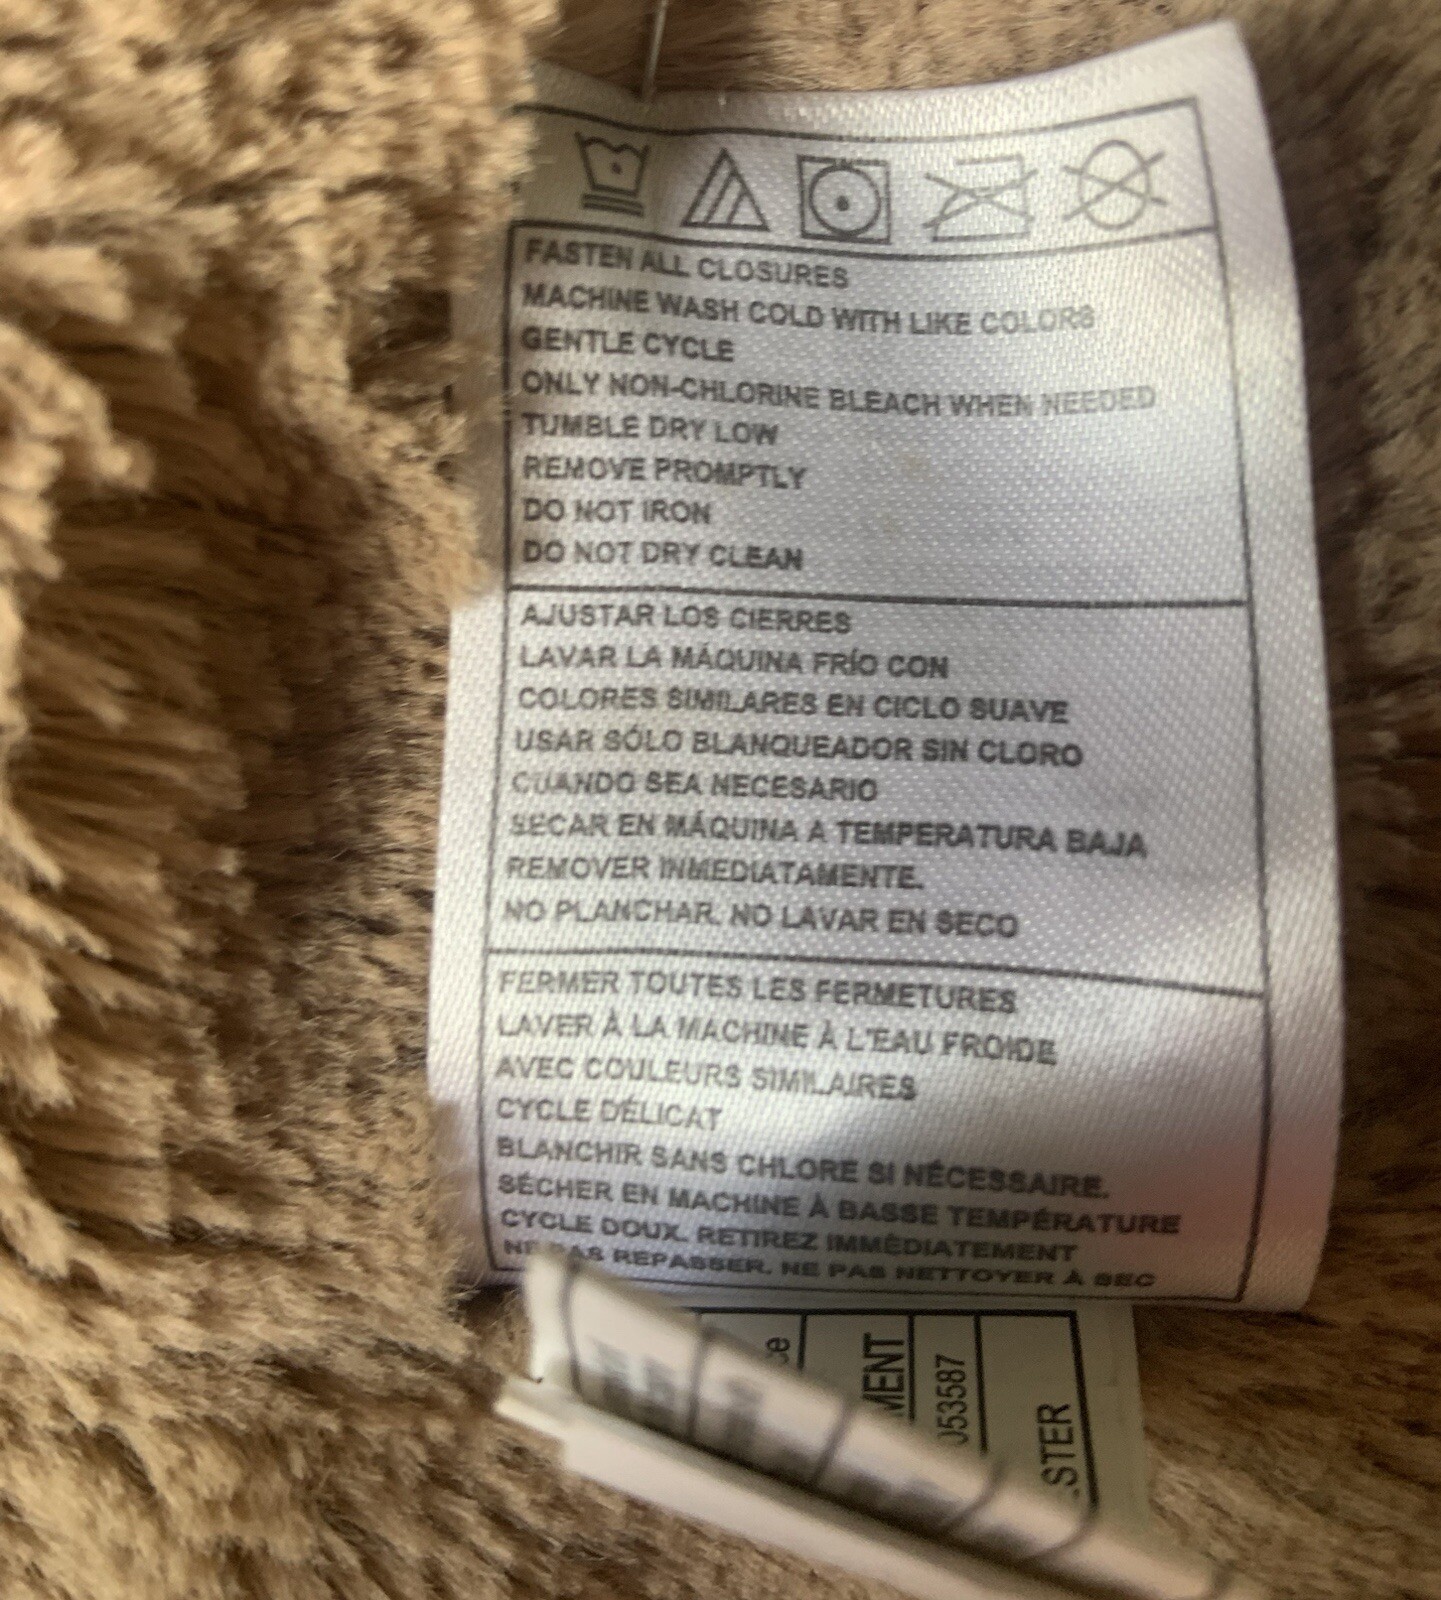 FASTEN ALL CLOSURES
MACHINE WASH COLD WITH LIKE COLORS
GENTLE CYCLE
ONLY NON-CHLORINE BLEACH WHEN NEEDED
TUMBLE DRY LOW
REMOVE PROMPTLY
DO NOT IRON
DO NOT DRY CLEAN
AJUSTAR LOS CIERRES
LAVAR LA MÁQUINA FRÍO CON
COLORES SIMILARES EN CICLO SUAVE
USAR SÓLO BLANQUEADOR SIN CLORO
CUANDO SEA NECESARIO
SECAR EN MÁQUINA A TEMPERATURA BAJA
REMOVER INMEDIATAMENTE.
NO PLANCHAR. NO LAVAR EN SECO
FERMER TOUTES LES FERMETURES
LAVER À LA MACHINE À L'EAU FROIDE
AVEC COULEURS SIMILAIRES
CYCLE DÉLICAT
BLANCHIR SANS CHLORE SI NÉCESSAIRE.
SÉCHER EN MACHINE À BASSE TEMPÉRATURE
CYCLE DOUX. RETIREZ IMMÉDIATEMENT
NE PAS REPASSER. NE PAS NETTOYER À SEC
MENT
053587
STER